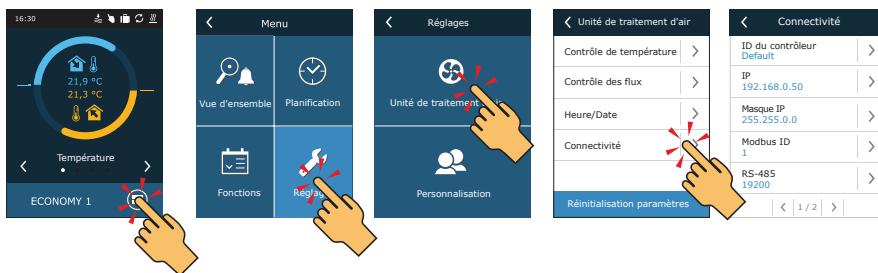 16:30
21,9 °C
21,3 °C
Température
ECONOMY 1
Menu
Vue d'ensemble
Planification
Fonctions
Réglages
Unité de traitement
Personnalisation
Unité de traitement d'air
Contrôle de température
Contrôle des flux
Heure/Date
Connectivité
Réinitialisation paramètres
Connectivité
ID du contrôleur
Default
IP
192.168.0.50
Masque IP
255.255.0.0
Modbus ID
1
RS-485
19200
1 / 2